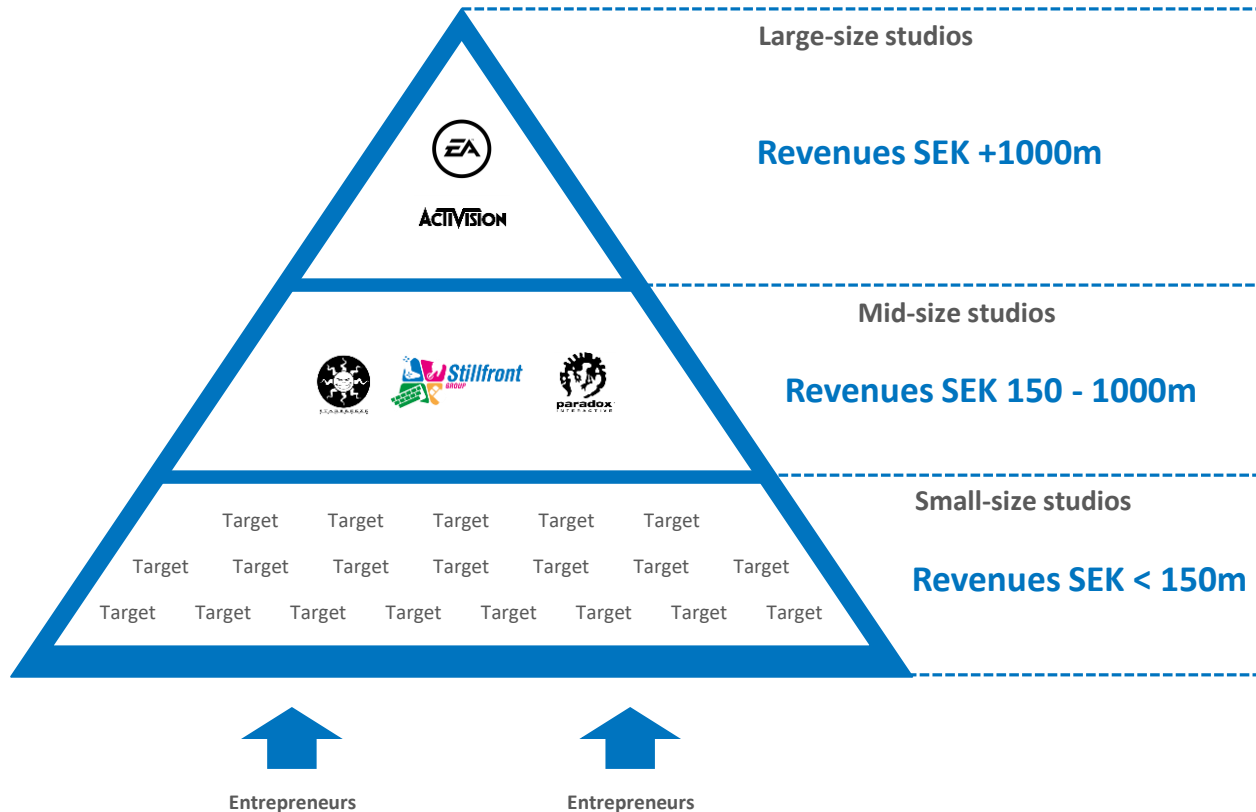 Large-size studios
EA
Revenues SEK +1000m
ACTIVISION
Mid-size studios
Stillfront
GROUP
Revenues SEK 150 - 1000m
paradox
INTERACTIVE
Small-size studios
Target Target Target Target Target
Target Target Target Target Target Target Target
Revenues SEK < 150m
Target Target Target Target Target Target Target Target
Entrepreneurs Entrepreneurs